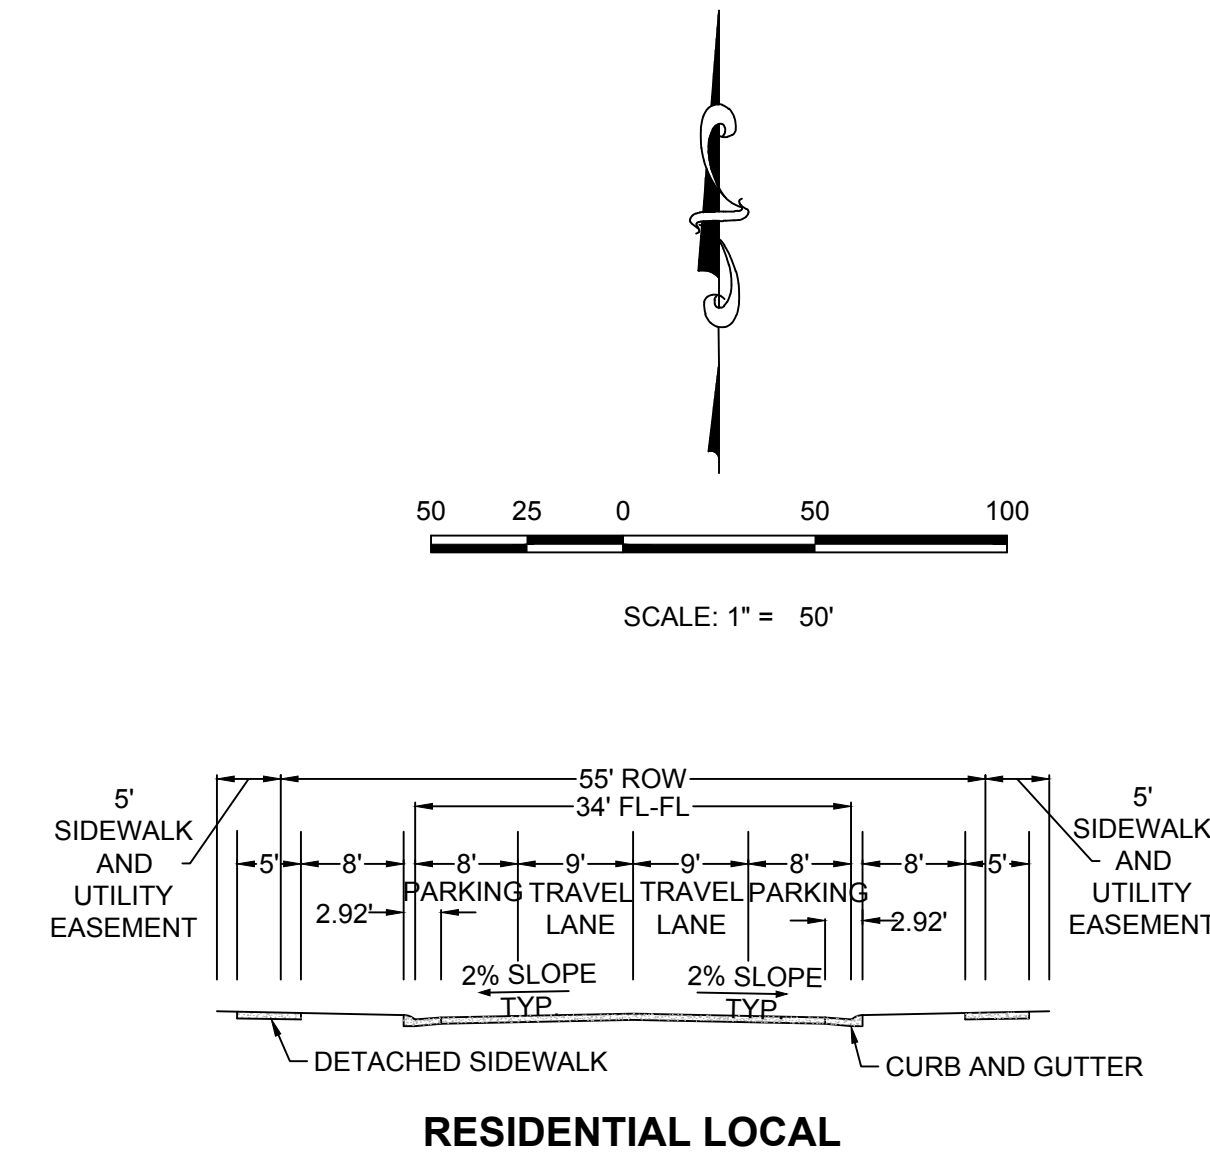 50 25 0 50 100
SCALE: 1" = 50'
55' ROW
34' FL-FL
5'
SIDEWALK
AND
UTILITY
EASEMENT
5'
SIDEWALK
AND
UTILITY
EASEMENT
5' 8' 8' 9' 9' 8' 8' 5'
PARKING
TRAVEL
LANE
TRAVEL
LANE
PARKING
2.92'
2.92'
2% SLOPE
TYP.
2% SLOPE
TYP.
DETACHED SIDEWALK
CURB AND GUTTER
RESIDENTIAL LOCAL